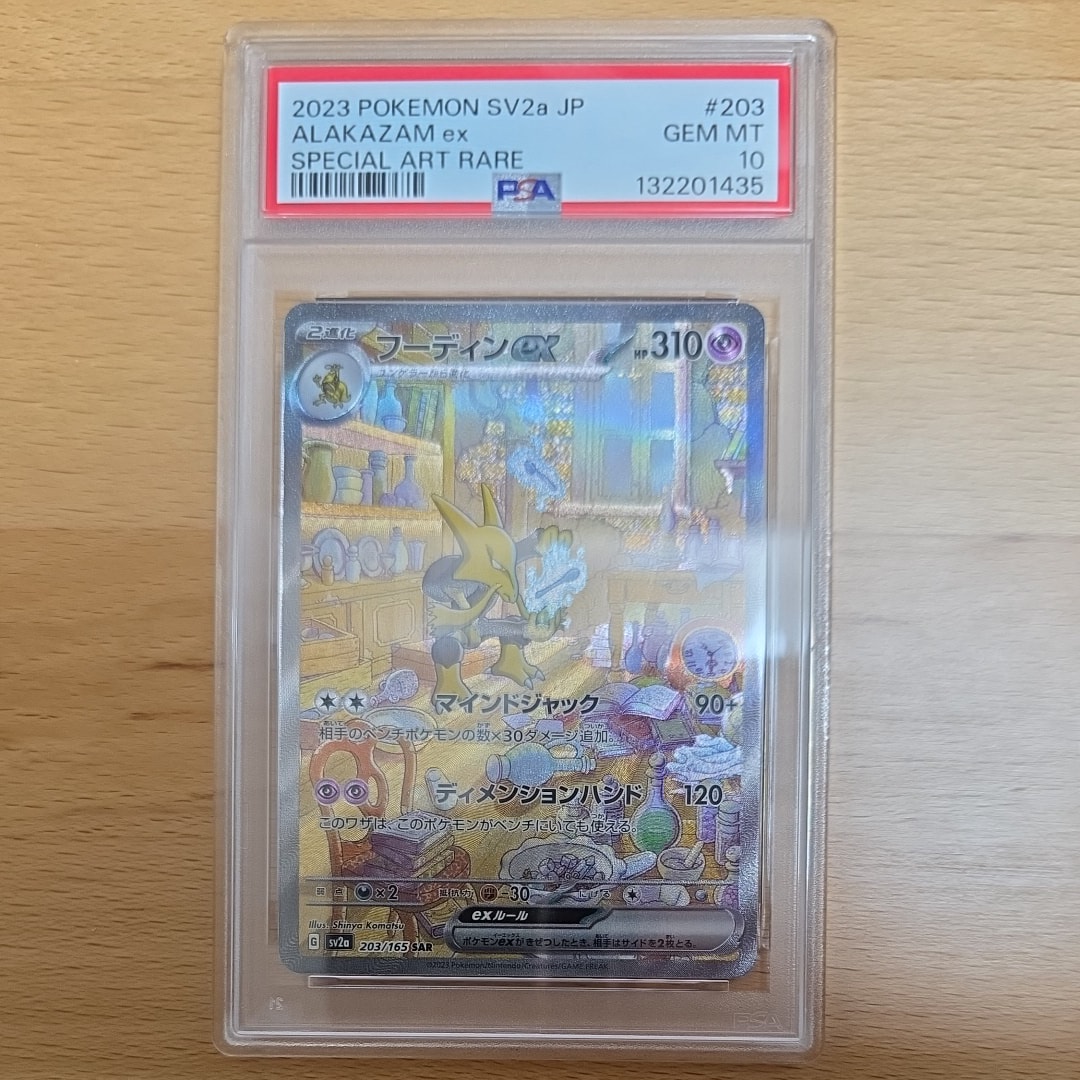 2023 POKEMON SV2a JP #203
ALAKAZAM ex GEM MT
SPECIAL ART RARE 10
PSA 132201435
2進化 フーディンex HP310
ユンゲラーから進化
マインドジャック 90+
相手のベンチポケモンの数×30ダメージ追加。
ディメンションハンド 120
このワザは、このポケモンがベンチにいても使える。
弱点 ×2 抵抗力 -30 にげる
exルール
ポケモンexがきぜつしたとき、相手はサイドを2枚とる。
Illus. Shinya Komatsu
G sv2a 203/165 SAR
©2023 Pokémon/Nintendo/Creatures/GAME FREAK
PSA